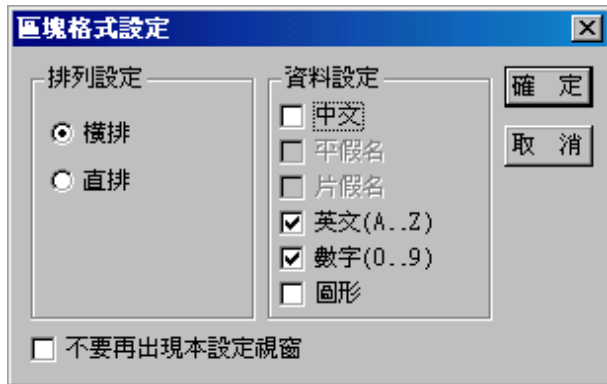 區塊格式設定
排列設定
橫排
直排
資料設定
中文
平假名
片假名
英文(A..Z)
數字(0..9)
圖形
確 定
取 消
不要再出現本設定視窗